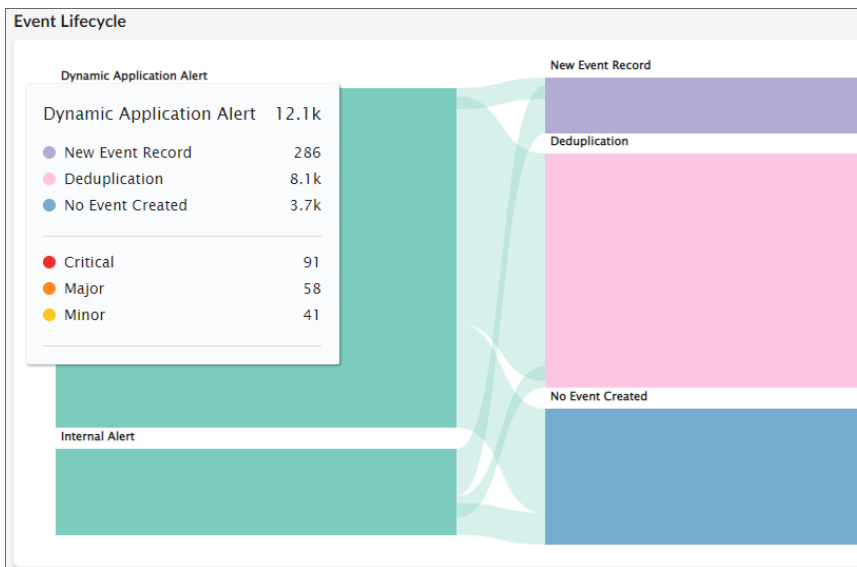 Event Lifecycle
Dynamic Application Alert
Dynamic Application Alert 12.1k
New Event Record 286
Deduplication 8.1k
No Event Created 3.7k
Critical 91
Major 58
Minor 41
Internal Alert
New Event Record
Deduplication
No Event Created